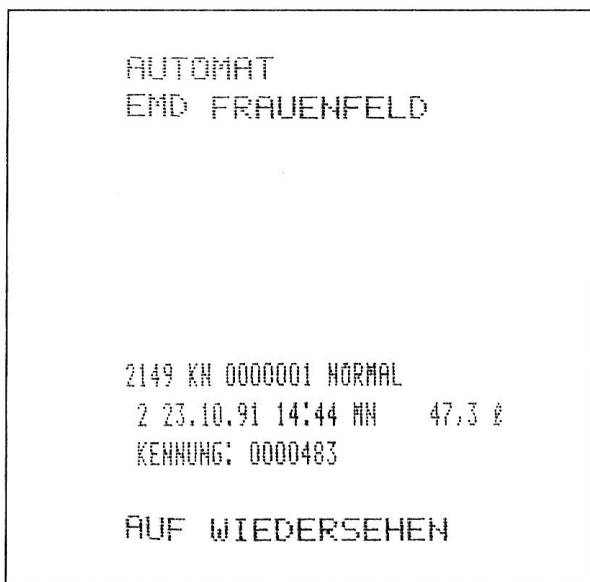 AUTOMAT
EMD FRAUENFELD
2149 KN 0000001 NORMAL
2 23.10.91 14:44 MN 47,3 ℓ
KENNUNG: 0000483
AUF WIEDERSEHEN